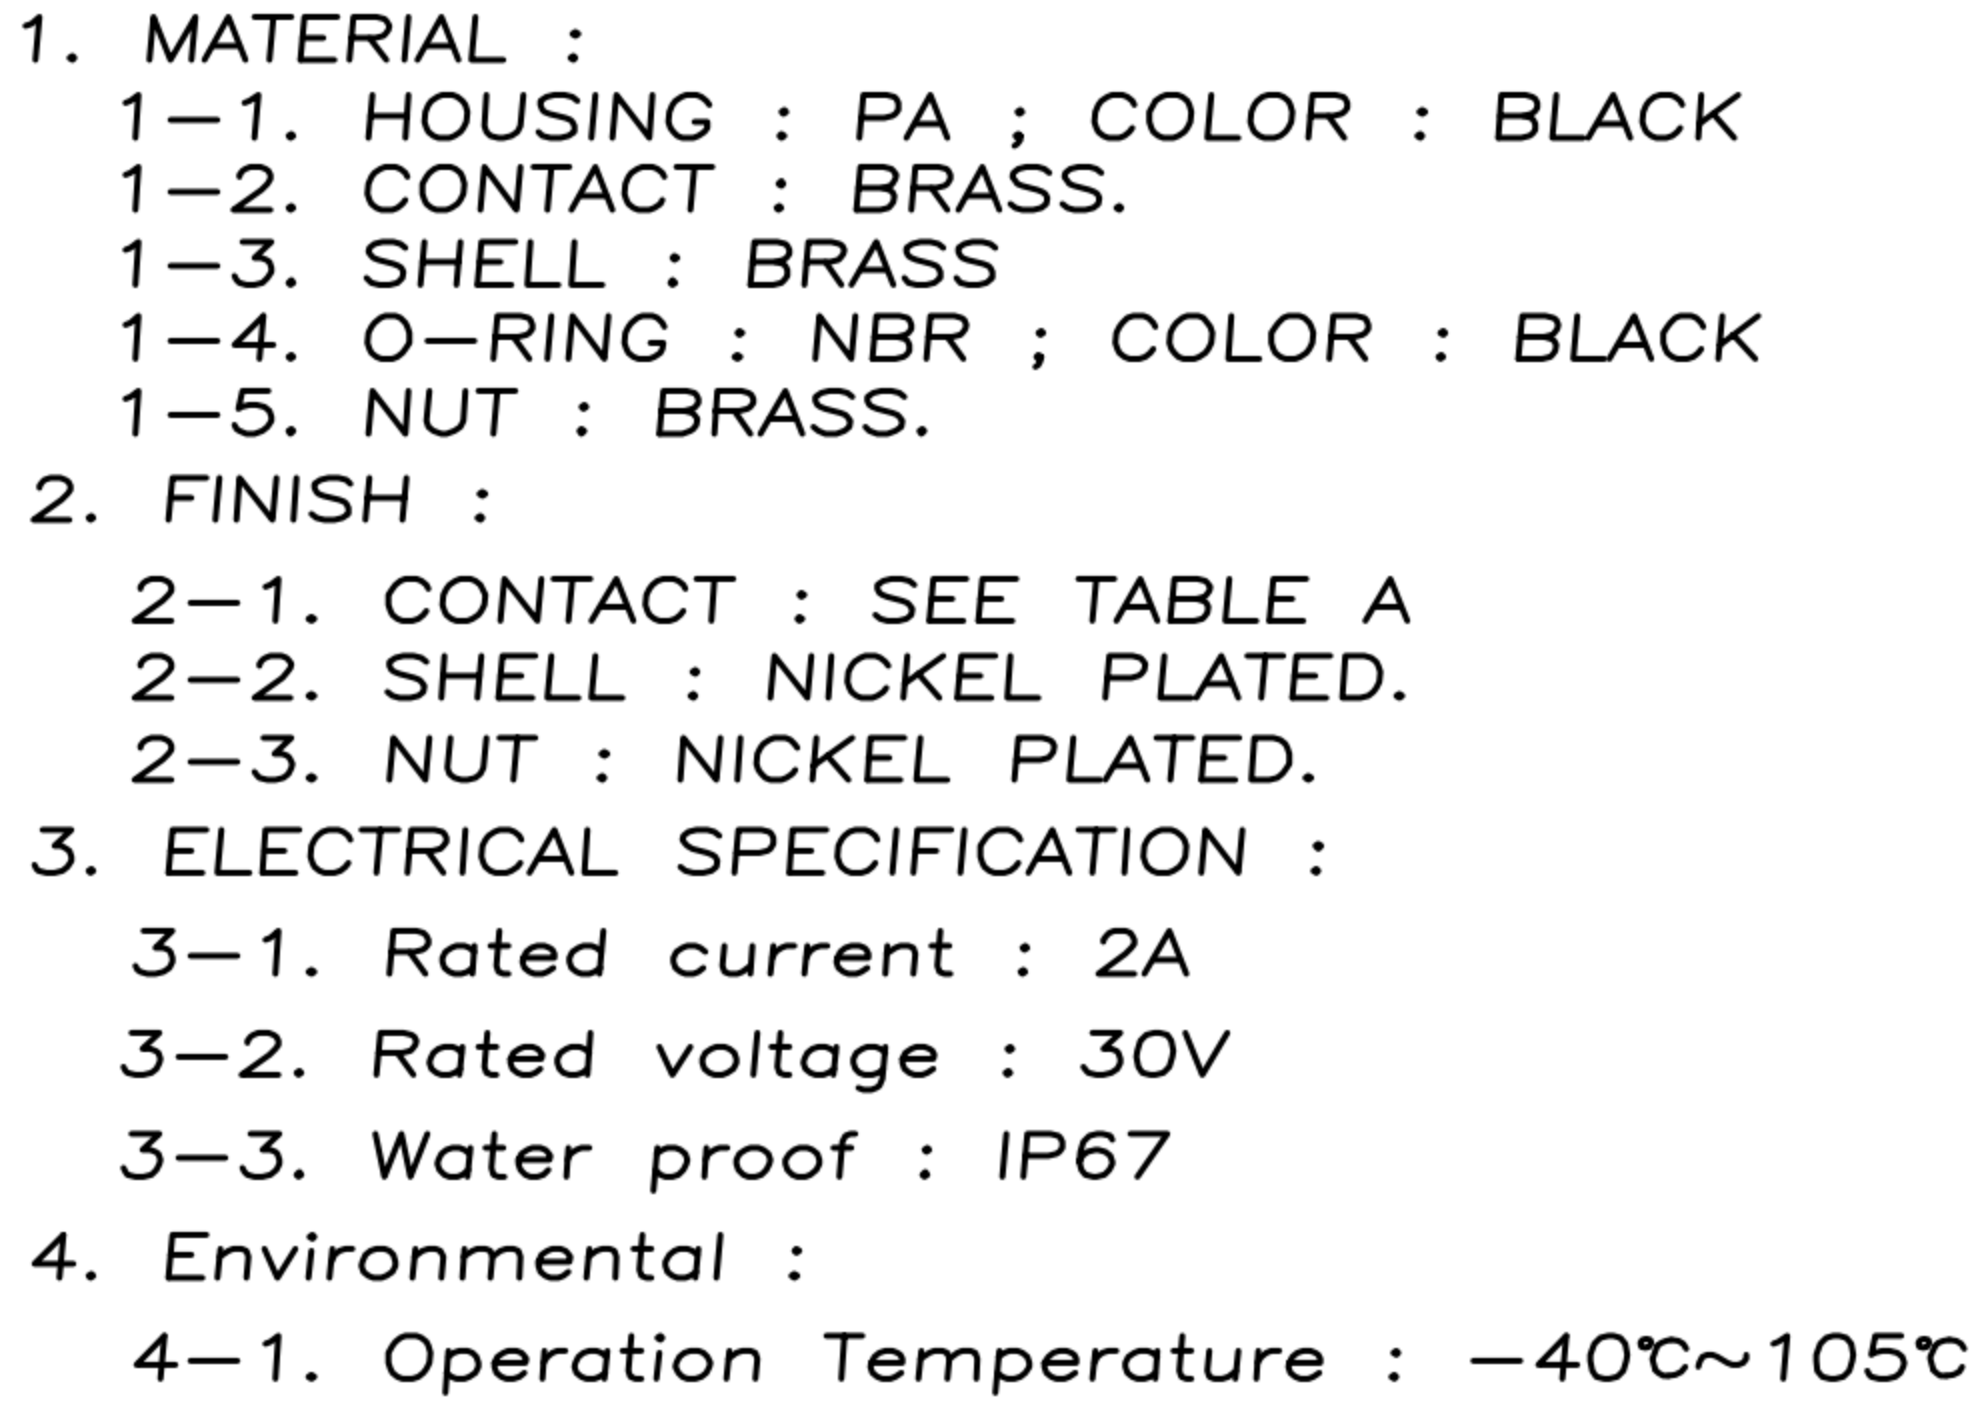 1. MATERIAL :
1-1. HOUSING : PA ; COLOR : BLACK
1-2. CONTACT : BRASS.
1-3. SHELL : BRASS
1-4. O-RING : NBR ; COLOR : BLACK
1-5. NUT : BRASS.
2. FINISH :
2-1. CONTACT : SEE TABLE A
2-2. SHELL : NICKEL PLATED.
2-3. NUT : NICKEL PLATED.
3. ELECTRICAL SPECIFICATION :
3-1. Rated current : 2A
3-2. Rated voltage : 30V
3-3. Water proof : IP67
4. Environmental :
4-1. Operation Temperature : -40℃~105℃